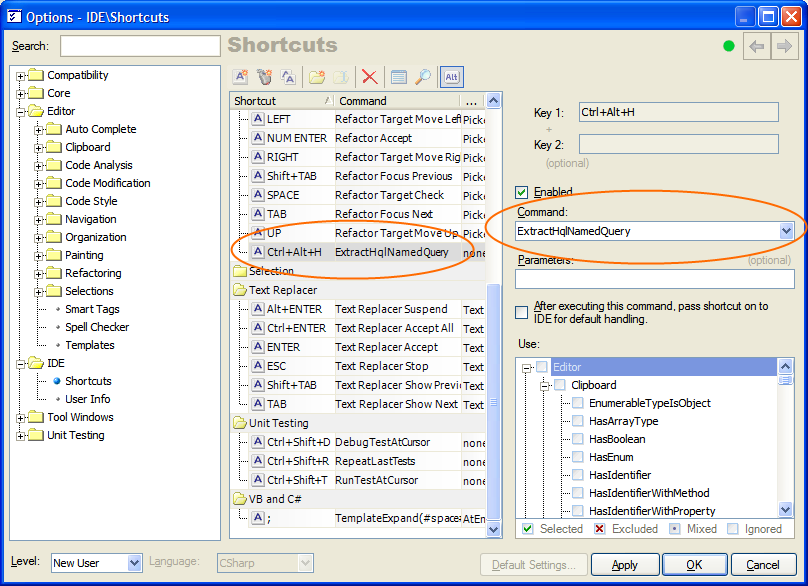 Options - IDE\Shortcuts
Search:
Shortcuts
Compatibility
Core
Editor
Auto Complete
Clipboard
Code Analysis
Code Modification
Code Style
Navigation
Organization
Painting
Refactoring
Selections
Smart Tags
Spell Checker
Templates
IDE
Shortcuts
User Info
Tool Windows
Unit Testing
Alt
Shortcut Command ...
LEFT Refactor Target Move Left Picke
NUM ENTER Refactor Accept Picke
RIGHT Refactor Target Move Rig Picke
Shift+TAB Refactor Focus Previous Picke
SPACE Refactor Target Check Picke
TAB Refactor Focus Next Picke
UP Refactor Target Move Up Picke
Ctrl+Alt+H ExtractHqlNamedQuery none
Selection
Text Replacer
Alt+ENTER Text Replacer Suspend Text
Ctrl+ENTER Text Replacer Accept All Text
ENTER Text Replacer Accept Text
ESC Text Replacer Stop Text
Shift+TAB Text Replacer Show Previ Text
TAB Text Replacer Show Next Text
Unit Testing
Ctrl+Shift+D DebugTestAtCursor none
Ctrl+Shift+R RepeatLastTests none
Ctrl+Shift+T RunTestAtCursor none
VB and C#
; TemplateExpand(#space AtEn
Key 1: Ctrl+Alt+H
+
Key 2:
(optional)
Enabled
Command:
ExtractHqlNamedQuery
Parameters: (optional)
After executing this command, pass shortcut on to
IDE for default handling.
Use:
Editor
Clipboard
EnumerableTypeIsObject
HasArrayType
HasBoolean
HasEnum
HasIdentifier
HasIdentifierWithMethod
HasIdentifierWithProperty
Selected Excluded Mixed Ignored
Level: New User Language: CSharp
Default Settings... Apply OK Cancel